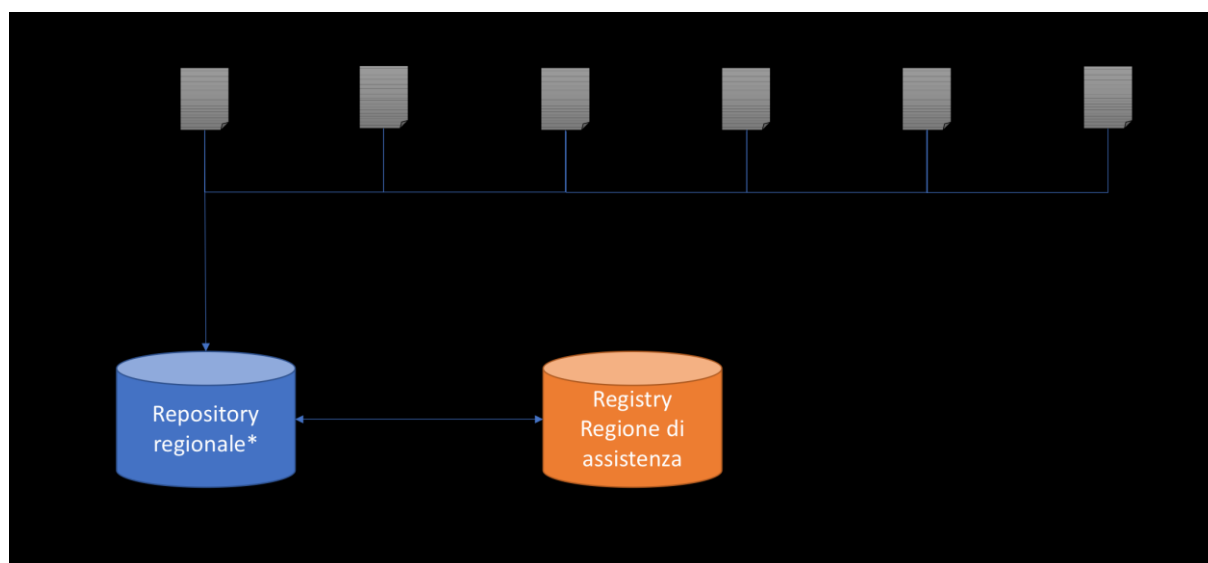 Repository
regionale*
Registry
Regione di
assistenza